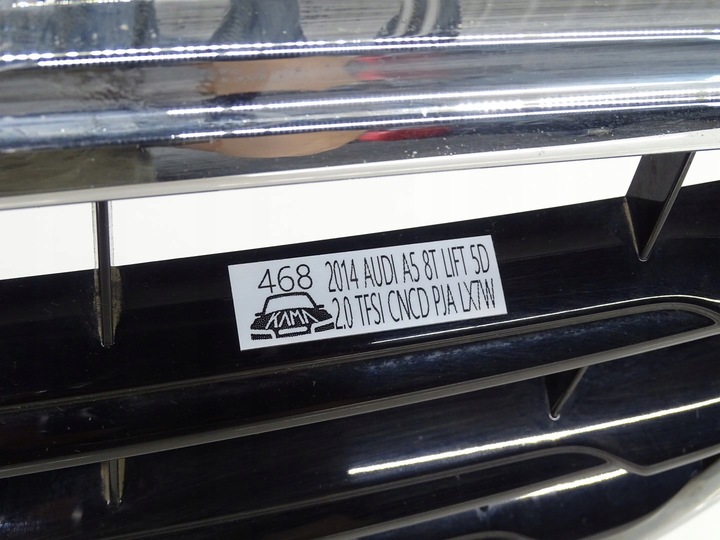 468
KAMA
2014 AUDI A5 8T LIFT 5D
2.0 TFSI CNCD PJA LX7W